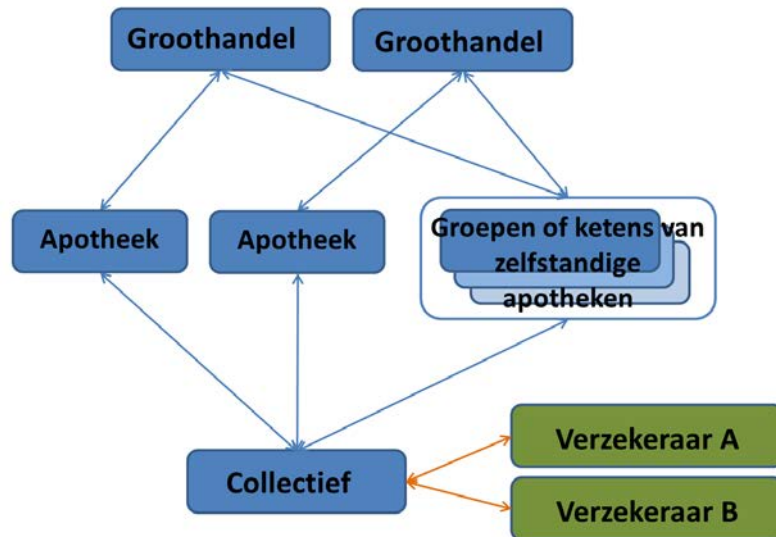 Groothandel
Groothandel
Apotheek
Apotheek
Groepen of ketens van
zelfstandige
apotheken
Collectief
Verzekeraar A
Verzekeraar B